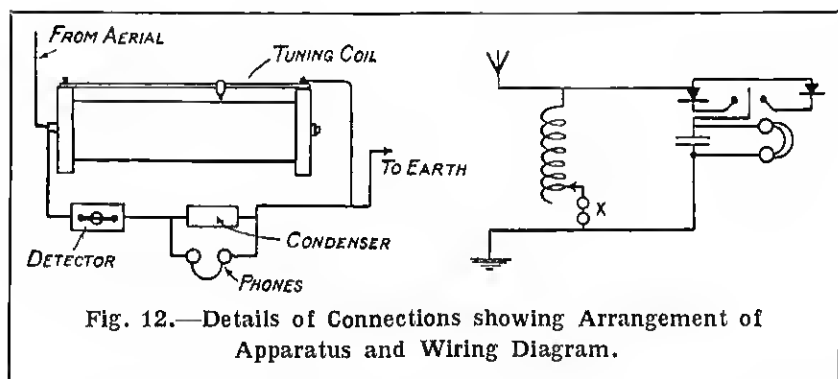 FROM AERIAL
TUNING COIL
TO EARTH
DETECTOR
CONDENSER
PHONES
X
Fig. 12.—Details of Connections showing Arrangement of
Apparatus and Wiring Diagram.